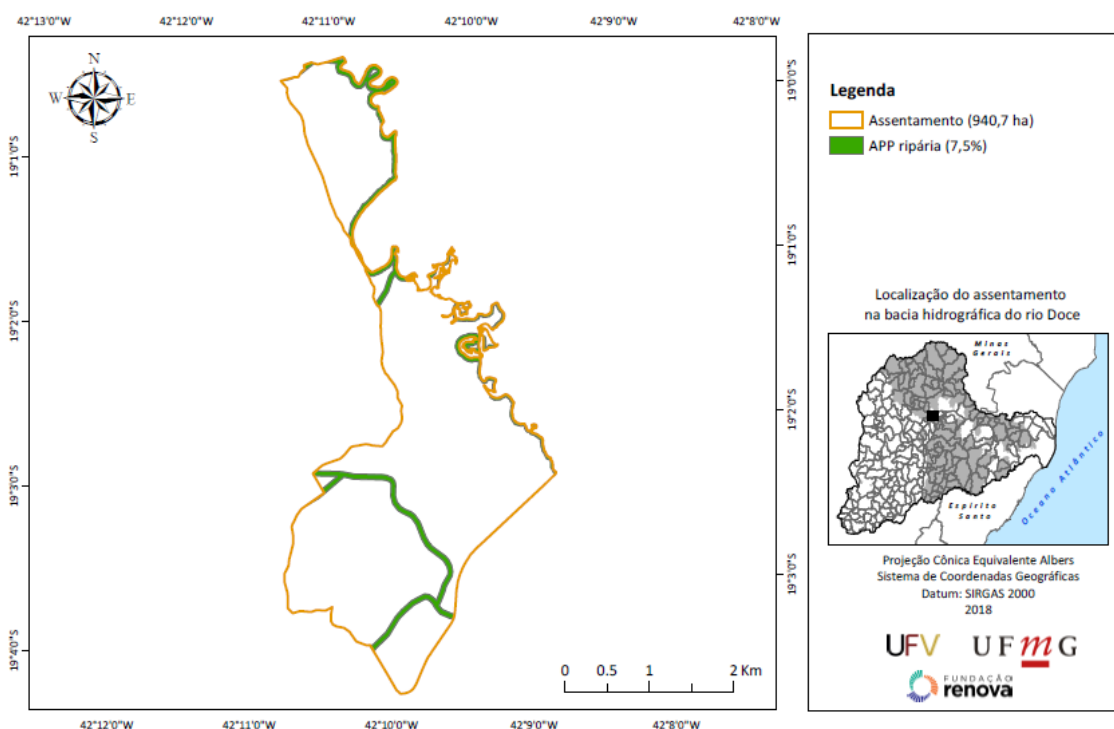 42°13'0"W 42°12'0"W 42°11'0"W 42°10'0"W 42°9'0"W 42°8'0"W
N
W E
S
19°0'0"S
19°1'0"S
19°1'0"S
19°2'0"S
19°2'0"S
19°3'0"S
19°3'0"S
19°4'0"S
0 0.5 1 2 Km
42°12'0"W 42°11'0"W 42°10'0"W 42°9'0"W 42°8'0"W
Legenda
Assentamento (940,7 ha)
APP ripária (7,5%)
Localização do assentamento
na bacia hidrográfica do rio Doce
Minas
Gerais
Espírito
Santo
Oceano Atlântico
Projeção Cônica Equivalente Albers
Sistema de Coordenadas Geográficas
Datum: SIRGAS 2000
2018
UFV UFmG
FUNDAÇÃO
renova